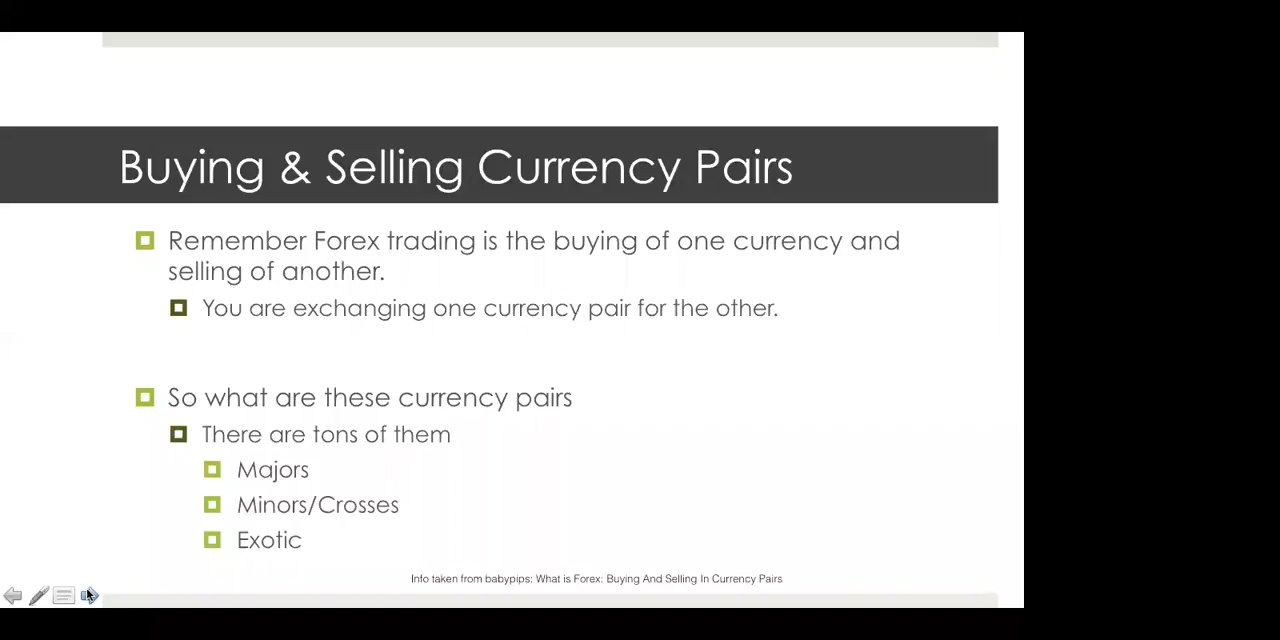 Buying & Selling Currency Pairs
Remember Forex trading is the buying of one currency and
selling of another.
You are exchanging one currency pair for the other.
So what are these currency pairs
There are tons of them
Majors
Minors/Crosses
Exotic
Info taken from babypips: What is Forex: Buying And Selling In Currency Pairs